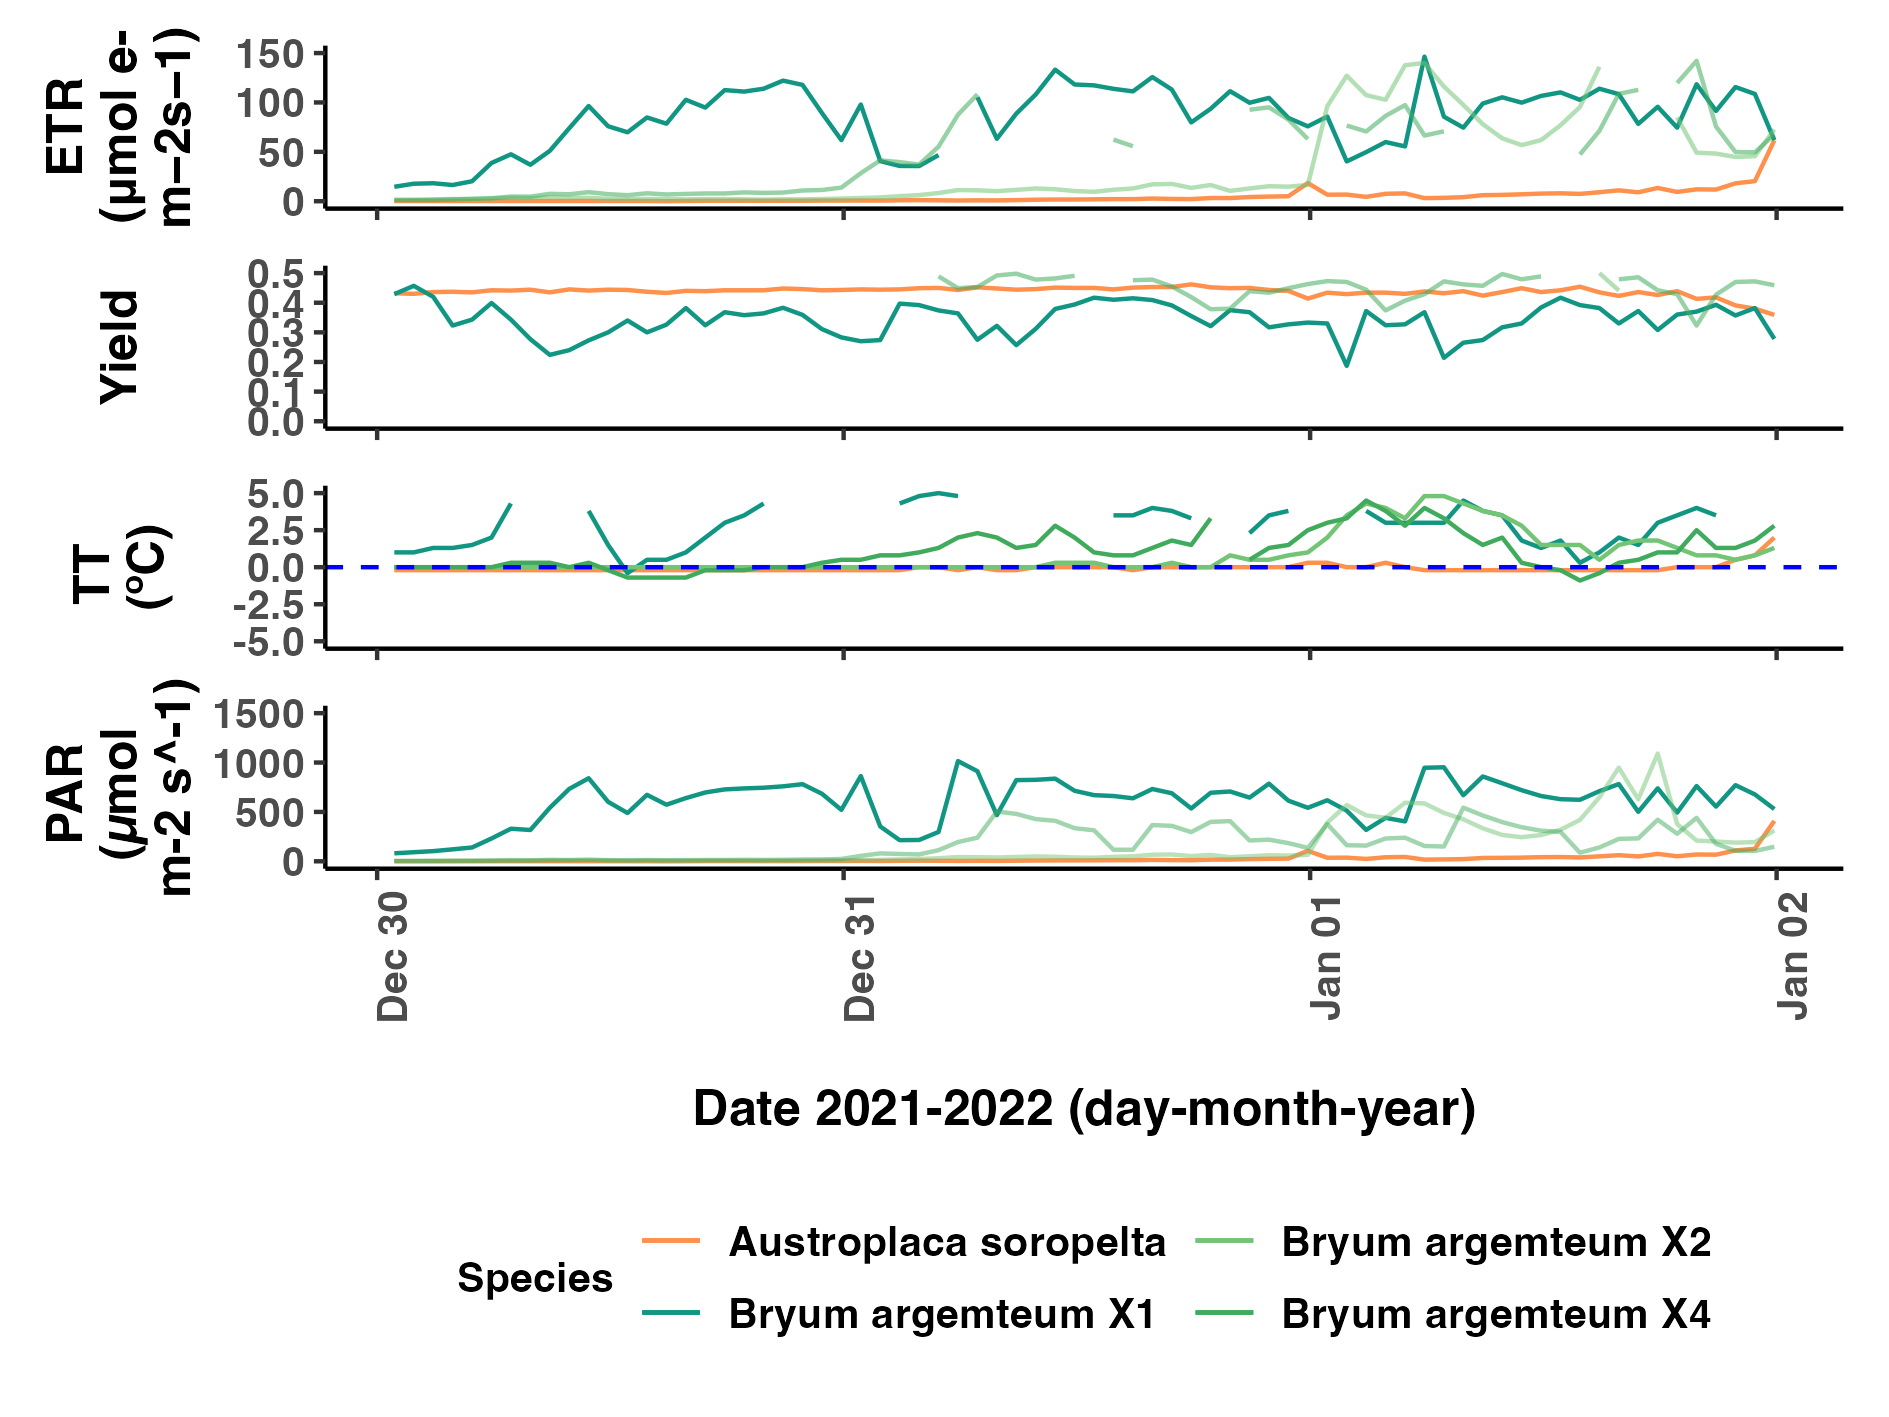 ETR
(µmol e-
m−2s−1)
150
100
50
0
Yield
0.5
0.4
0.3
0.2
0.1
0.0
TT
(ºC)
5.0
2.5
0.0
-2.5
-5.0
PAR
(µmol
m-2 s^-1)
1500
1000
500
0
Dec 30
Dec 31
Jan 01
Jan 02
Date 2021-2022 (day-month-year)
Species
Austroplaca soropelta
Bryum argemteum X1
Bryum argemteum X2
Bryum argemteum X4